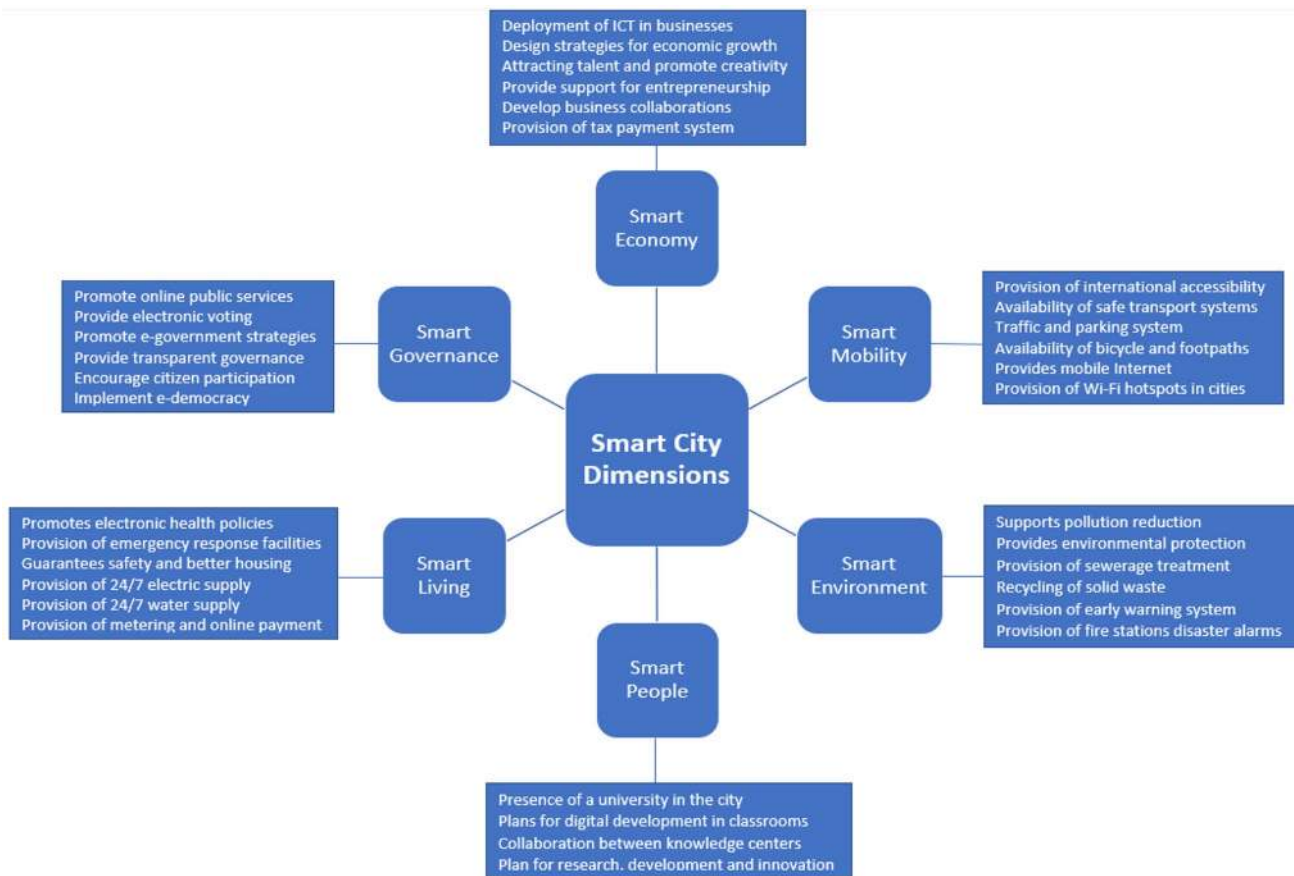 Deployment of ICT in businesses
Design strategies for economic growth
Attracting talent and promote creativity
Provide support for entrepreneurship
Develop business collaborations
Provision of tax payment system
Smart
Economy
Promote online public services
Provide electronic voting
Promote e-government strategies
Provide transparent governance
Encourage citizen participation
Implement e-democracy
Smart
Governance
Smart
Mobility
Provision of international accessibility
Availability of safe transport systems
Traffic and parking system
Availability of bicycle and footpaths
Provides mobile Internet
Provision of Wi-Fi hotspots in cities
Smart City
Dimensions
Promotes electronic health policies
Provision of emergency response facilities
Guarantees safety and better housing
Provision of 24/7 electric supply
Provision of 24/7 water supply
Provision of metering and online payment
Smart
Living
Smart
Environment
Supports pollution reduction
Provides environmental protection
Provision of sewerage treatment
Recycling of solid waste
Provision of early warning system
Provision of fire stations disaster alarms
Smart
People
Presence of a university in the city
Plans for digital development in classrooms
Collaboration between knowledge centers
Plan for research, development and innovation